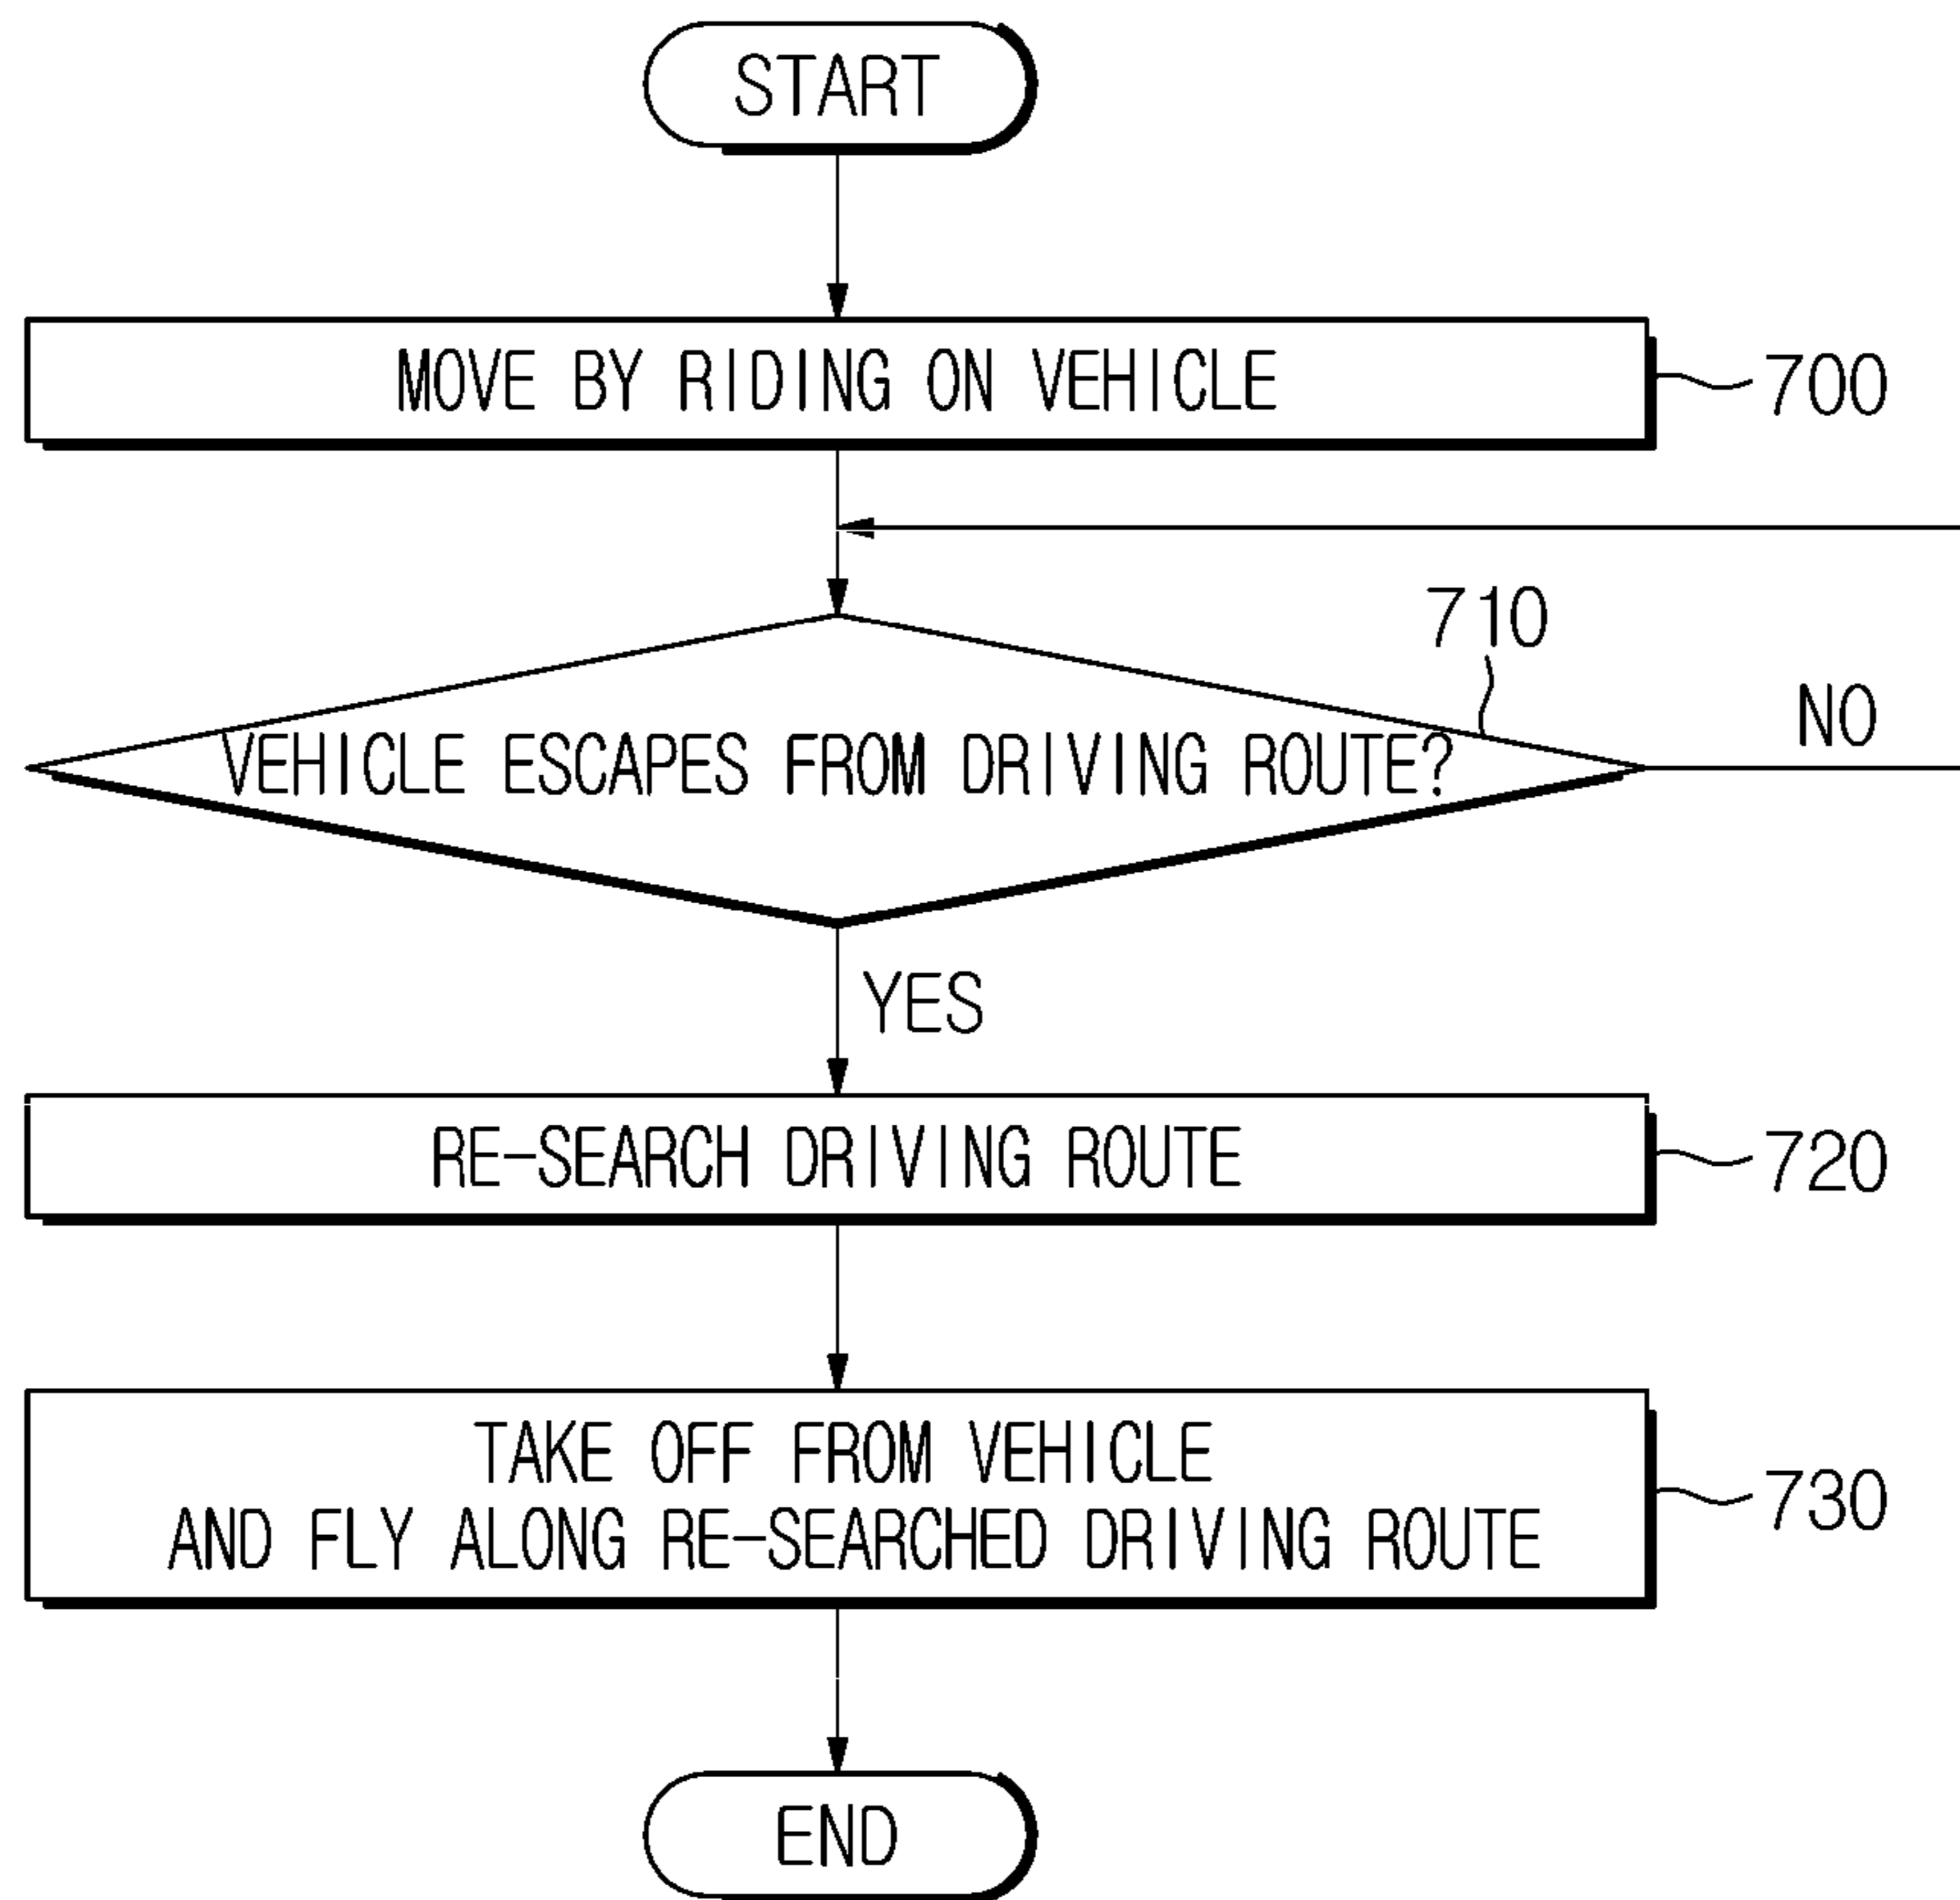 START
MOVE BY RIDING ON VEHICLE
700
710
NO
VEHICLE ESCAPES FROM DRIVING ROUTE?
YES
RE-SEARCH DRIVING ROUTE
720
TAKE OFF FROM VEHICLE
AND FLY ALONG RE-SEARCHED DRIVING ROUTE
730
END